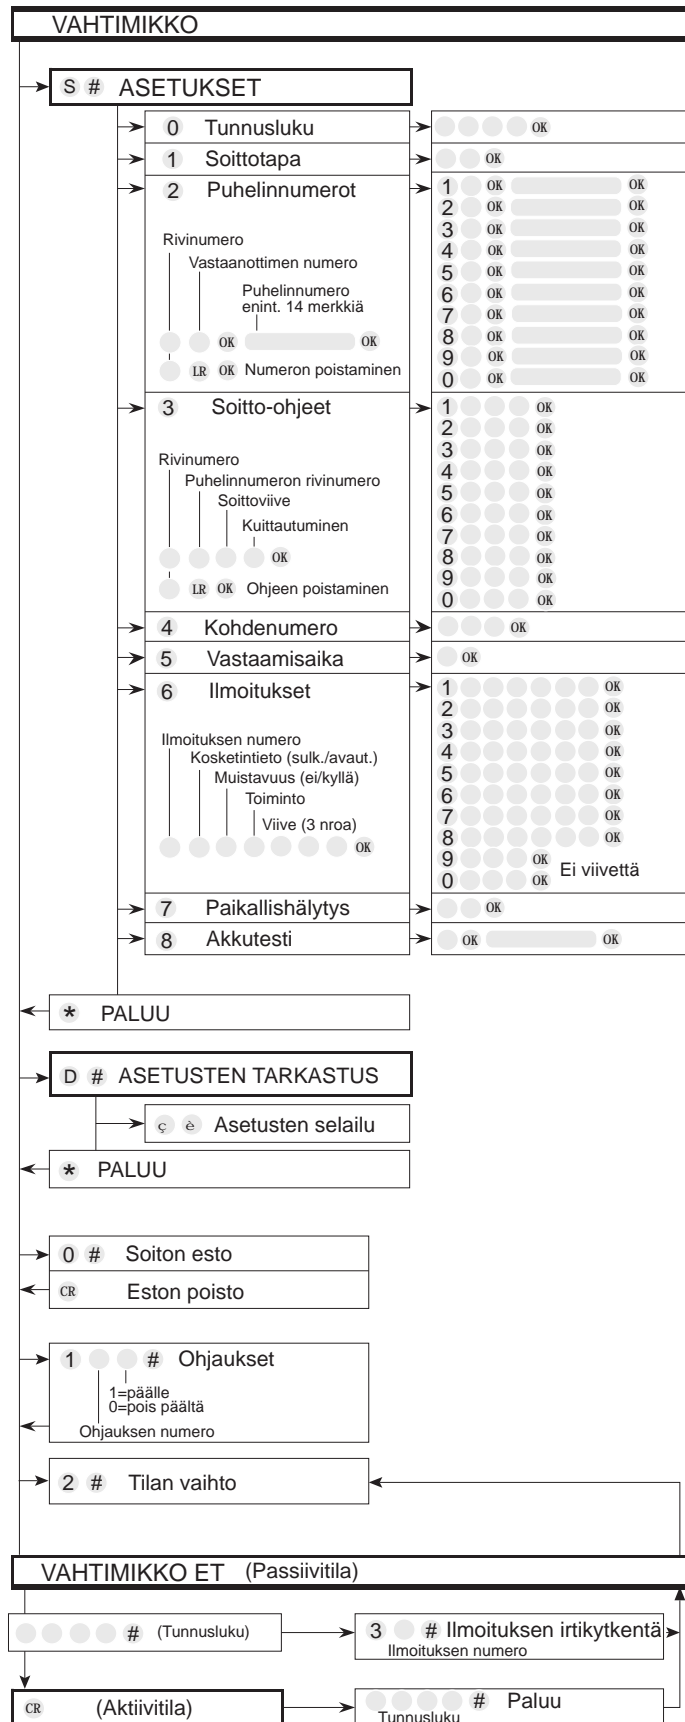 VAHTIMIKKO
S # ASETUKSET
0 Tunnusluku OK
1 Soittotapa OK
2 Puhelinnumerot
Rivinumero
Vastaanottimen numero
Puhelinnumero
enint. 14 merkkiä
OK OK
LR OK Numeron poistaminen
1 OK OK
2 OK OK
3 OK OK
4 OK OK
5 OK OK
6 OK OK
7 OK OK
8 OK OK
9 OK OK
0 OK OK
3 Soitto-ohjeet
Rivinumero
Puhelinnumeron rivinumero
Soittoviive
Kuittautuminen
OK
LR OK Ohjeen poistaminen
1 OK
2 OK
3 OK
4 OK
5 OK
6 OK
7 OK
8 OK
9 OK
0 OK
4 Kohdenumero OK
5 Vastaamisaika OK
6 Ilmoitukset
Ilmoituksen numero
Kosketintieto (sulk./avaut.)
Muistavuus (ei/kyllä)
Toiminto
Viive (3 nroa)
OK
1 OK
2 OK
3 OK
4 OK
5 OK
6 OK
7 OK
8 OK
9 OK
0 OK
Ei viivettä
7 Paikallishälytys OK
8 Akkutesti OK OK
* PALUU
D # ASETUSTEN TARKASTUS
ç è Asetusten selailu
* PALUU
0 # Soiton esto
CR Eston poisto
1 # Ohjaukset
1=päälle
0=pois päältä
Ohjauksen numero
2 # Tilan vaihto
VAHTIMIKKO ET (Passiivitila)
# (Tunnusluku)
3 # Ilmoituksen irtikytkentä
Ilmoituksen numero
CR (Aktiivitila)
# Paluu
Tunnusluku